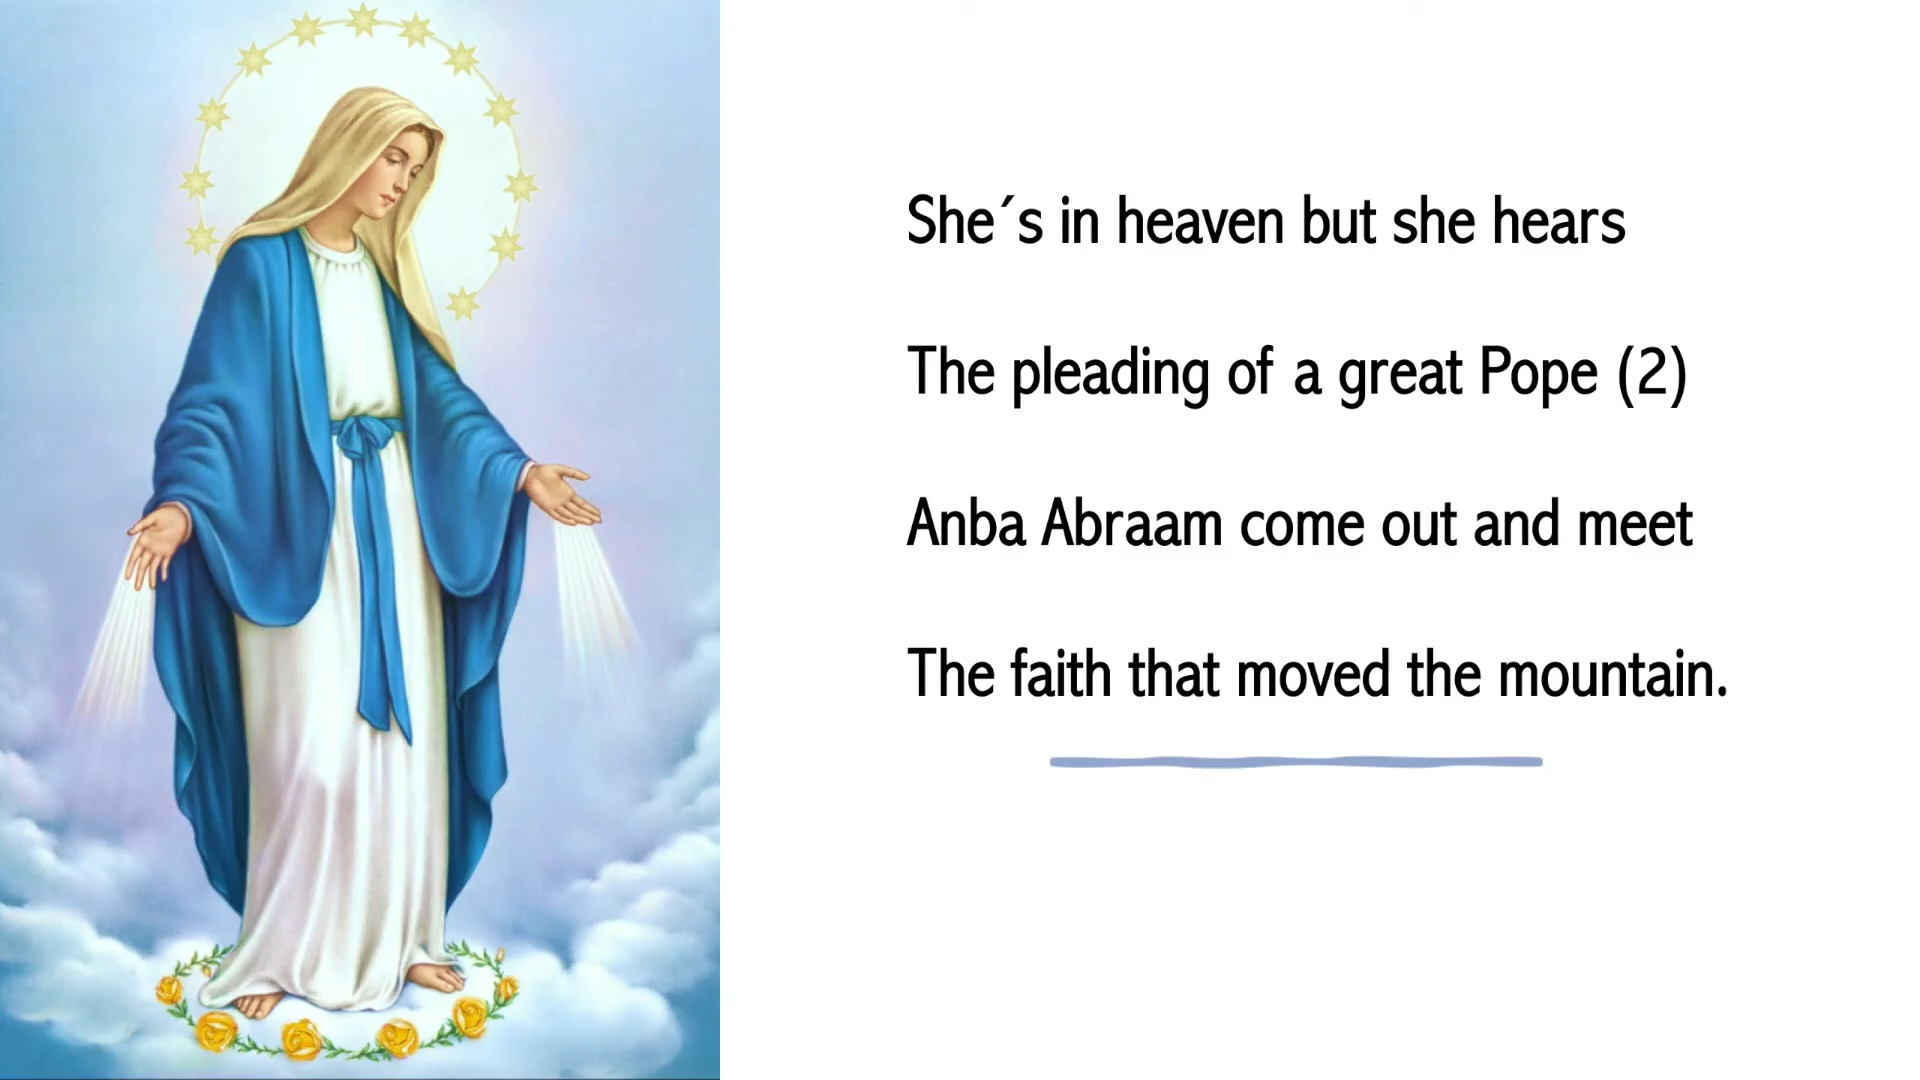 She´s in heaven but she hears
The pleading of a great Pope (2)
Anba Abraam come out and meet
The faith that moved the mountain.